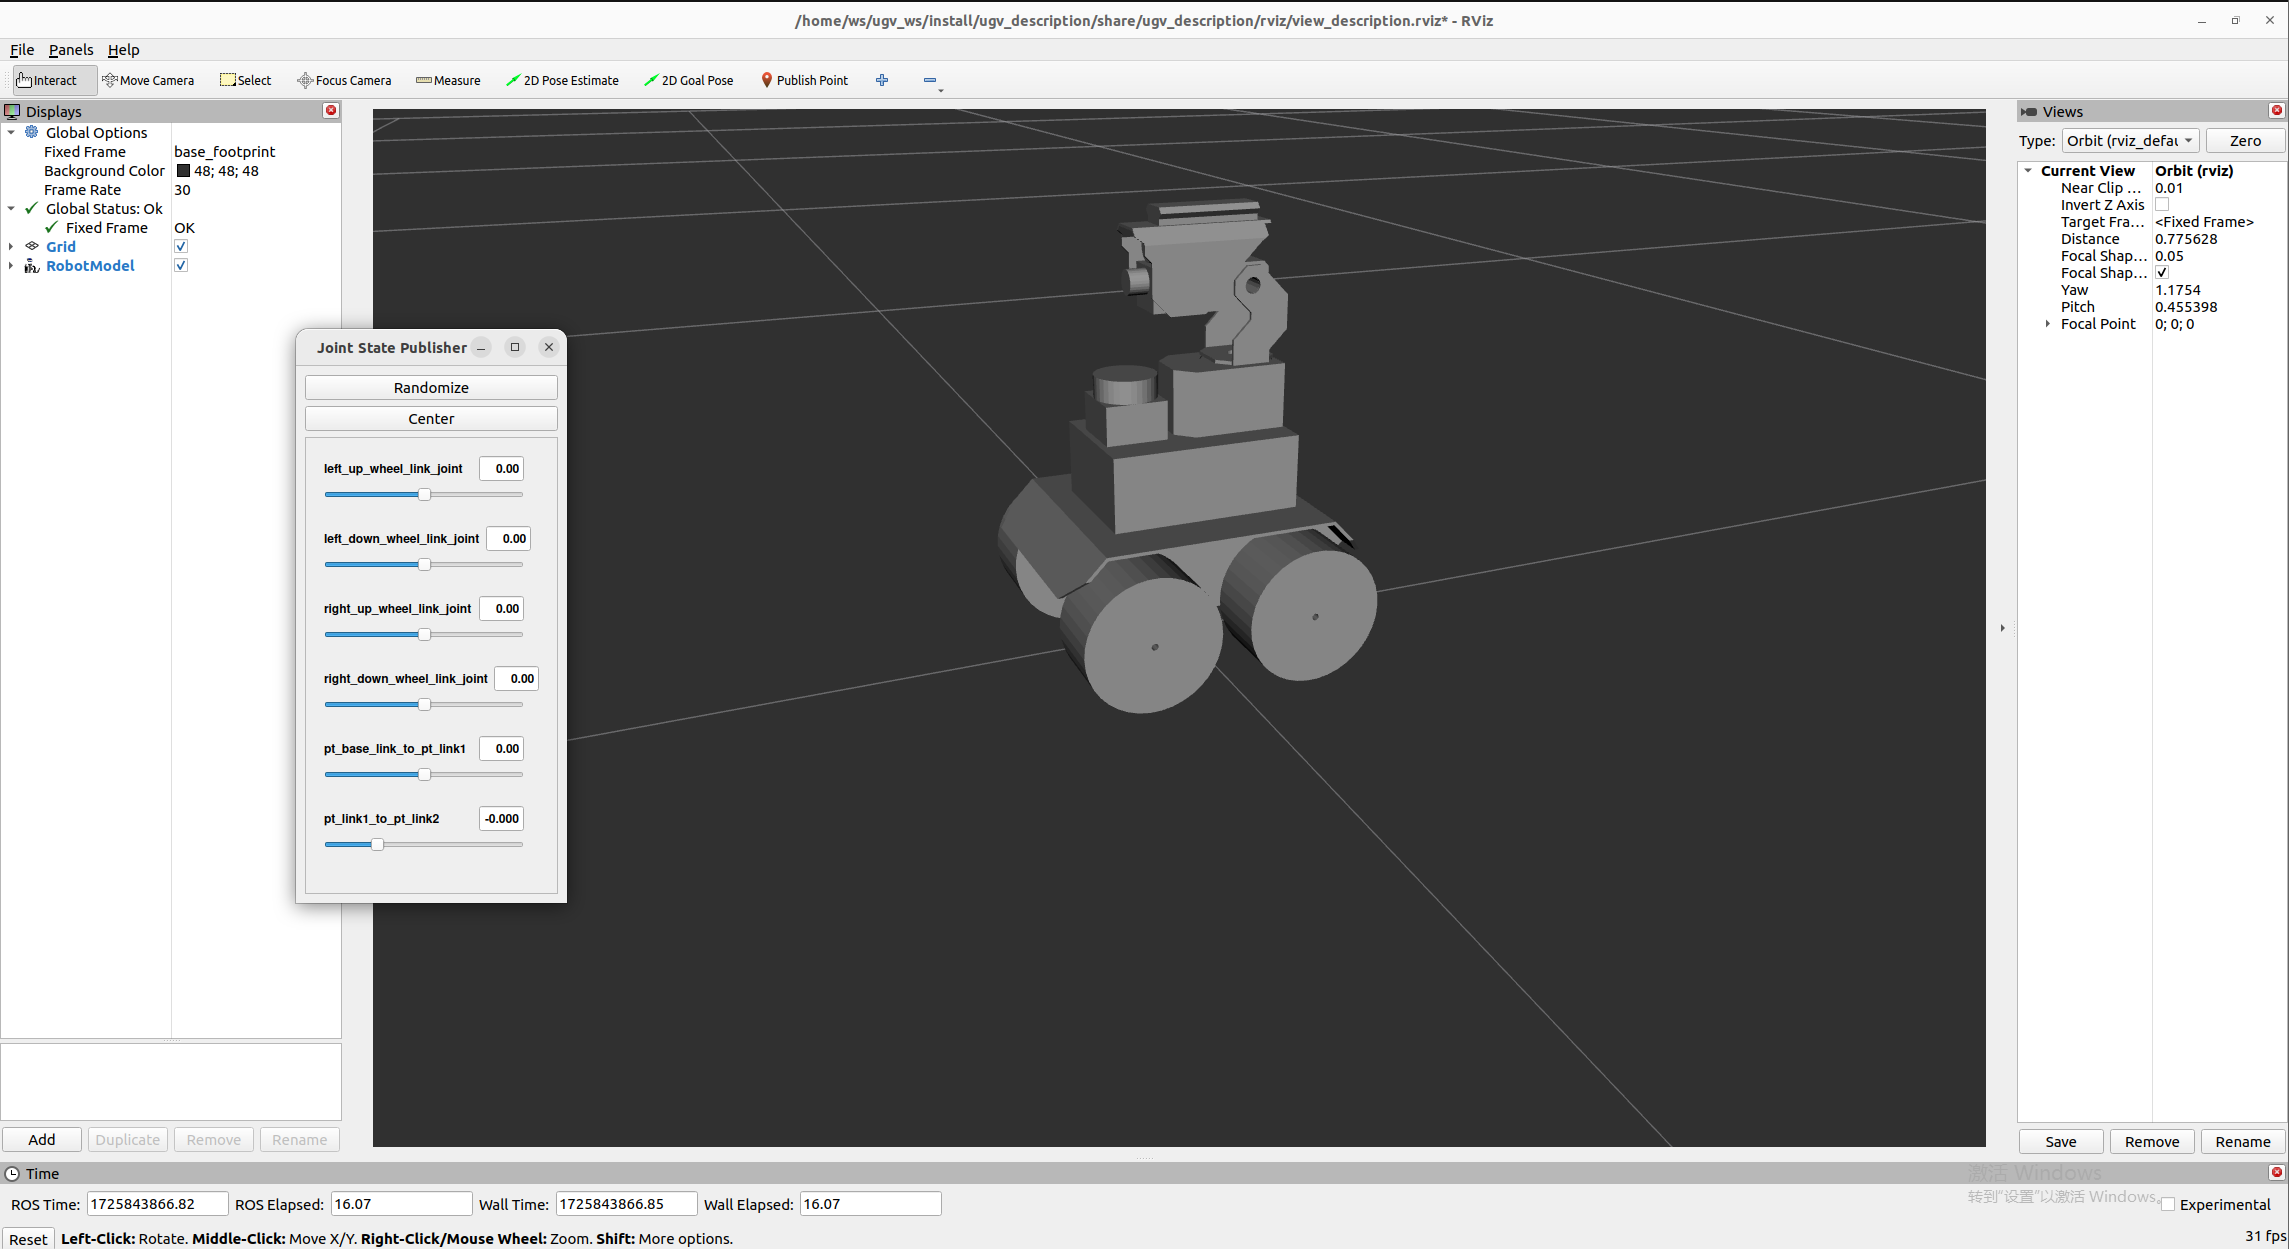 /home/ws/ugv_ws/install/ugv_description/share/ugv_description/rviz/view_description.rviz* - RViz
File Panels Help
Interact Move Camera Select Focus Camera Measure 2D Pose Estimate 2D Goal Pose Publish Point
Displays
Global Options
Fixed Frame base_footprint
Background Color 48; 48; 48
Frame Rate 30
Global Status: Ok
Fixed Frame OK
Grid
RobotModel
Add Duplicate Remove Rename
Joint State Publisher
Randomize
Center
left_up_wheel_link_joint 0.00
left_down_wheel_link_joint 0.00
right_up_wheel_link_joint 0.00
right_down_wheel_link_joint 0.00
pt_base_link_to_pt_link1 0.00
pt_link1_to_pt_link2 -0.000
Views
Type: Orbit (rviz_defau Zero
Current View Orbit (rviz)
Near Clip ... 0.01
Invert Z Axis
Target Fra... <Fixed Frame>
Distance 0.775628
Focal Shap... 0.05
Focal Shap...
Yaw 1.1754
Pitch 0.455398
Focal Point 0; 0; 0
Save Remove Rename
Time
激活 Windows
转到“设置”以激活 Windows。
ROS Time: 1725843866.82 ROS Elapsed: 16.07 Wall Time: 1725843866.85 Wall Elapsed: 16.07 Experimental
Reset Left-Click: Rotate. Middle-Click: Move X/Y. Right-Click/Mouse Wheel: Zoom. Shift: More options. 31 fps